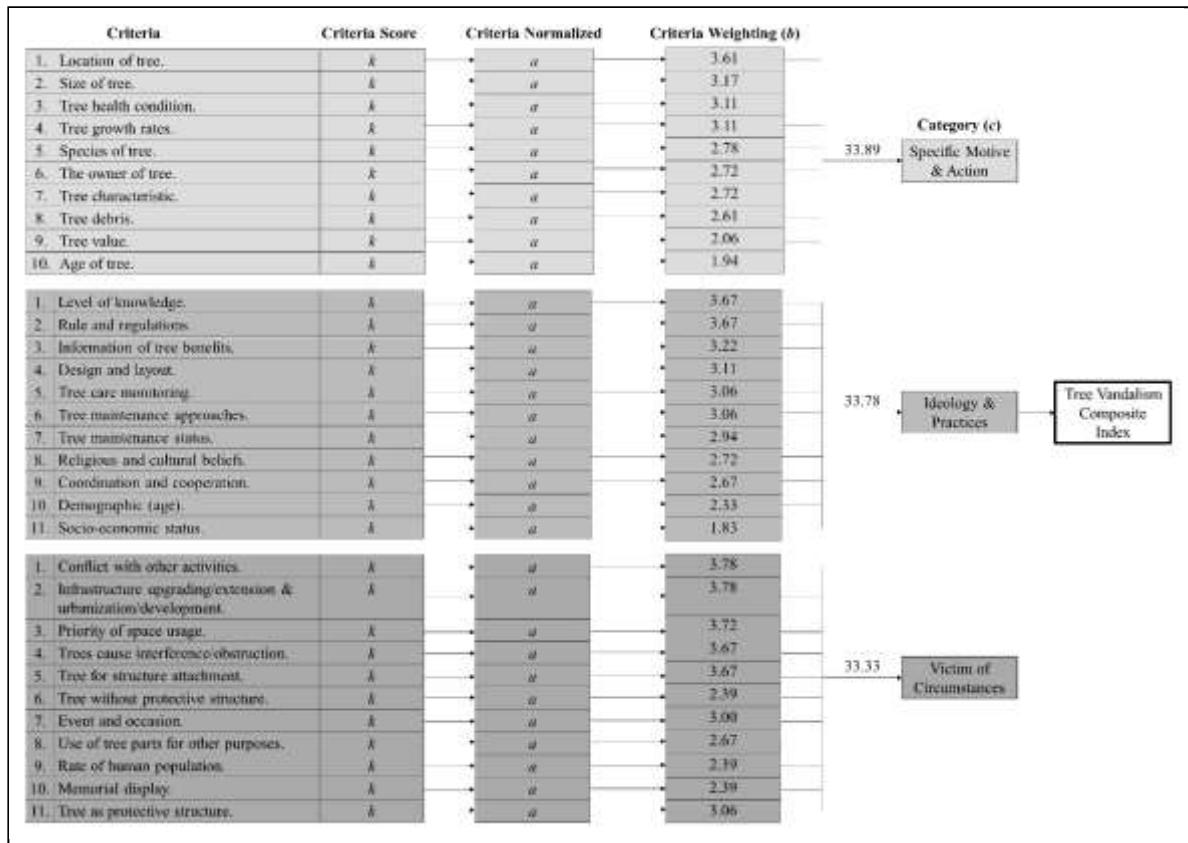 Criteria Criteria Score Criteria Normalized Criteria Weighting (b)
1. Location of tree. k a 3.61
2. Size of tree. k a 3.17
3. Tree health condition. k a 3.11
4. Tree growth rates. k a 3.11
Category (c)
5. Species of tree. k a 2.78
33.89 Specific Motive & Action
6. The owner of tree. k a 2.72
7. Tree characteristic. k a 2.72
8. Tree debris. k a 2.61
9. Tree value. k a 2.06
10. Age of tree. k a 1.94
1. Level of knowledge. k a 3.67
2. Rule and regulations. k a 3.67
3. Information of tree benefits. k a 3.22
4. Design and layout. k a 3.11
5. Tree care monitoring. k a 3.06
6. Tree maintenance approaches. k a 3.06
33.78 Ideology & Practices
Tree Vandalism Composite Index
7. Tree maintenance status. k a 2.94
8. Religious and cultural beliefs. k a 2.72
9. Coordination and cooperation. k a 2.67
10. Demographic (age). k a 2.33
11. Socio-economic status. k a 1.83
1. Conflict with other activities. k a 3.78
2. Infrastructure upgrading/extension & k a 3.78
urbanization/development.
3. Priority of space usage. k a 3.72
4. Trees cause interference/obstruction. k a 3.67
5. Tree for structure attachment. k a 3.67
33.33 Victim of Circumstances
6. Tree without protective structure. k a 2.39
7. Event and occasion. k a 3.00
8. Use of tree parts for other purposes. k a 2.67
9. Rate of human population. k a 2.39
10. Memorial display. k a 2.39
11. Tree as protective structure. k a 3.06